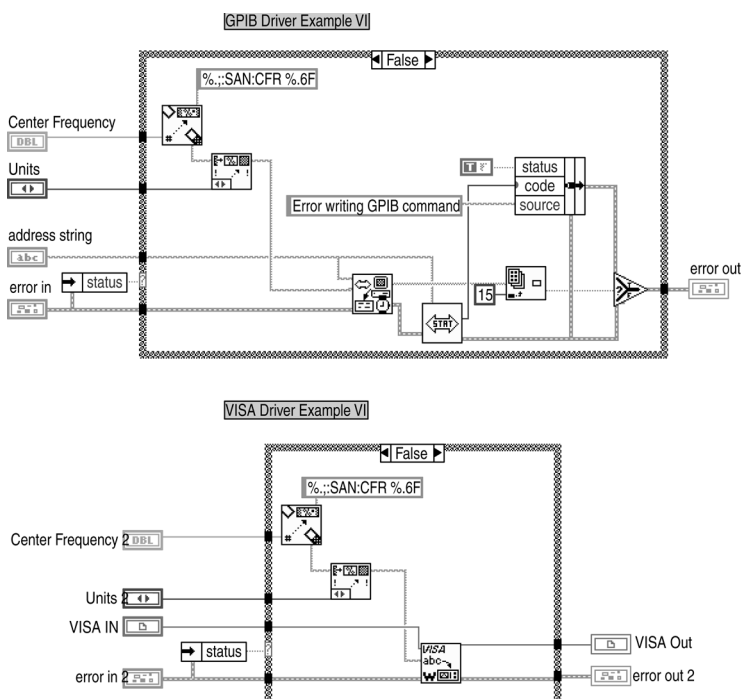 GPIB Driver Example VI
False
%.;:SAN:CFR %.6F
Center Frequency
DBL
Units
status
code
source
T
Error writing GPIB command
address string
abc
error in
status
15
STAT
?
error out
VISA Driver Example VI
False
%.;:SAN:CFR %.6F
Center Frequency 2
DBL
Units 2
VISA IN
status
?
VISA
abc
W
VISA Out
error in 2
error out 2